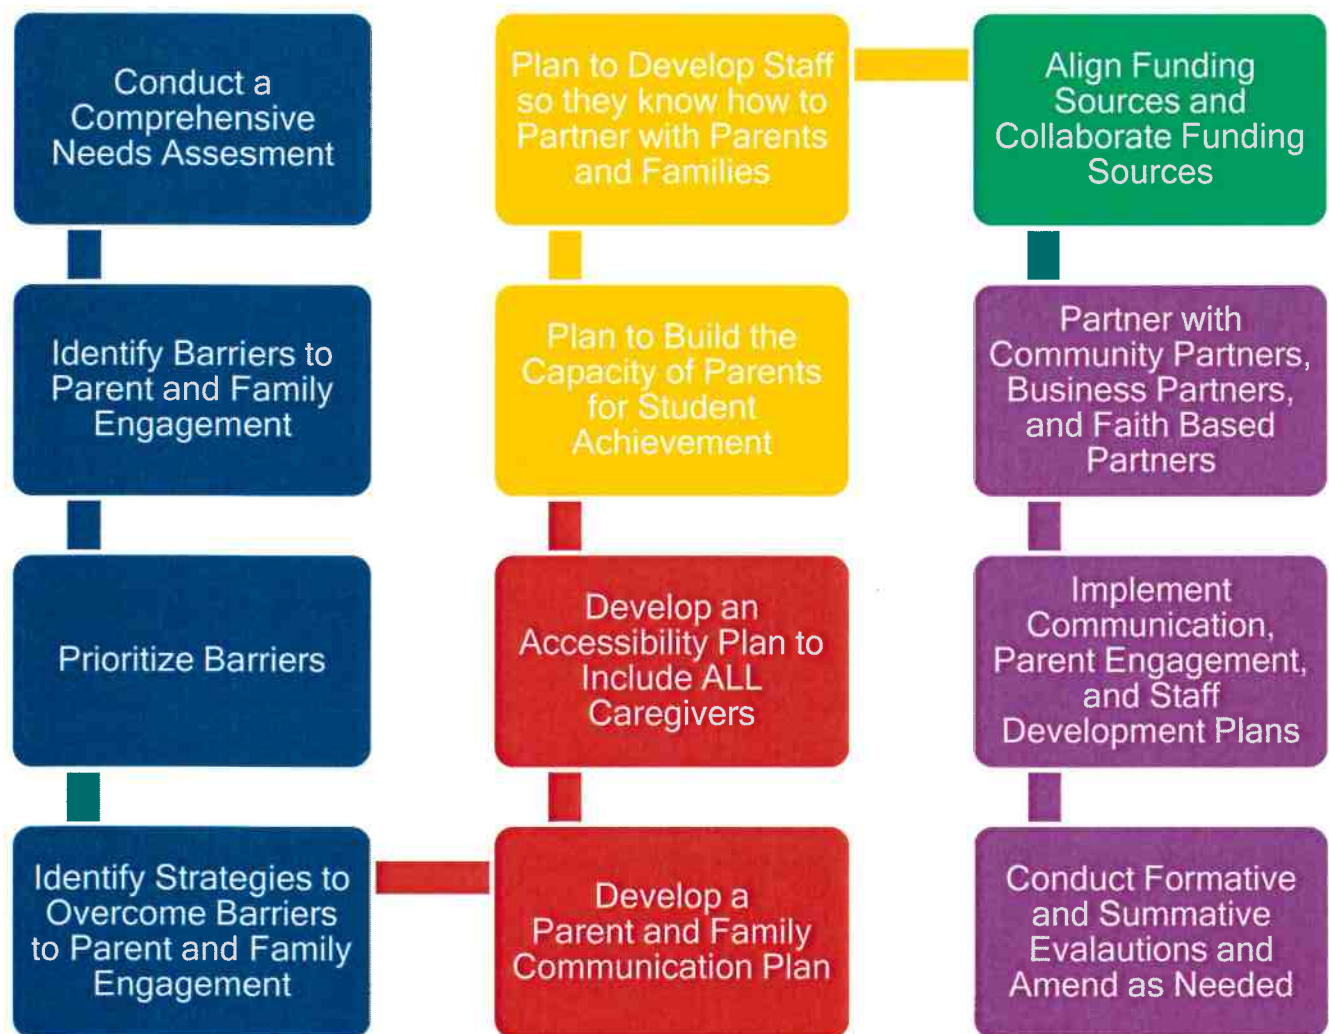 Conduct a
Comprehensive
Needs Assesment
Identify Barriers to
Parent and Family
Engagement
Prioritize Barriers
Identify Strategies to
Overcome Barriers
to Parent and Family
Engagement
Develop a
Parent and Family
Communication Plan
Develop an
Accessibility Plan to
Include ALL
Caregivers
Plan to Build the
Capacity of Parents
for Student
Achievement
Plan to Develop Staff
so they know how to
Partner with Parents
and Families
Align Funding
Sources and
Collaborate Funding
Sources
Partner with
Community Partners,
Business Partners,
and Faith Based
Partners
Implement
Communication,
Parent Engagement,
and Staff
Development Plans
Conduct Formative
and Summative
Evalautions and
Amend as Needed